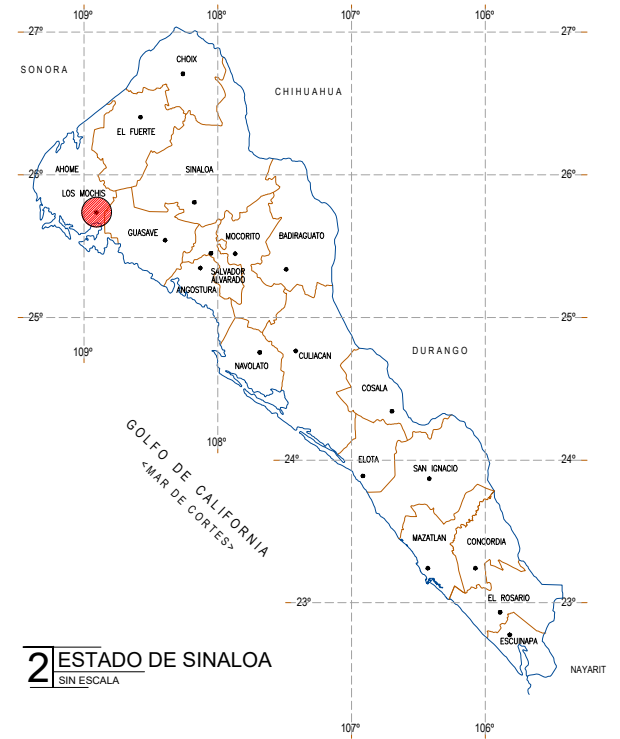 109° 108° 107° 106°
27° 27°
SONORA
CHOIX
CHIHUAHUA
EL FUERTE
26° 26°
AHOME
SINALOA
LOS MOCHIS
GUASAVE
MOCORITO
BADIRAGUATO
SALVADOR
ALVARADO
ANGOSTURA
25° 25°
109°
DURANGO
NAVOLATO
CULIACAN
COSALA
108°
GOLFO DE CALIFORNIA
<MAR DE CORTES>
24° 24°
ELOTA
SAN IGNACIO
MAZATLAN
CONCORDIA
EL ROSARIO
23° 23°
ESCUINAPA
NAYARIT
2 ESTADO DE SINALOA
SIN ESCALA
107° 106°